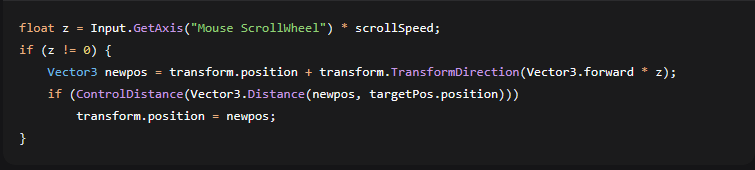 float z = Input.GetAxis("Mouse ScrollWheel") * scrollSpeed;
if (z != 0) {
    Vector3 newpos = transform.position + transform.TransformDirection(Vector3.forward * z);
    if (ControlDistance(Vector3.Distance(newpos, targetPos.position)))
        transform.position = newpos;
}